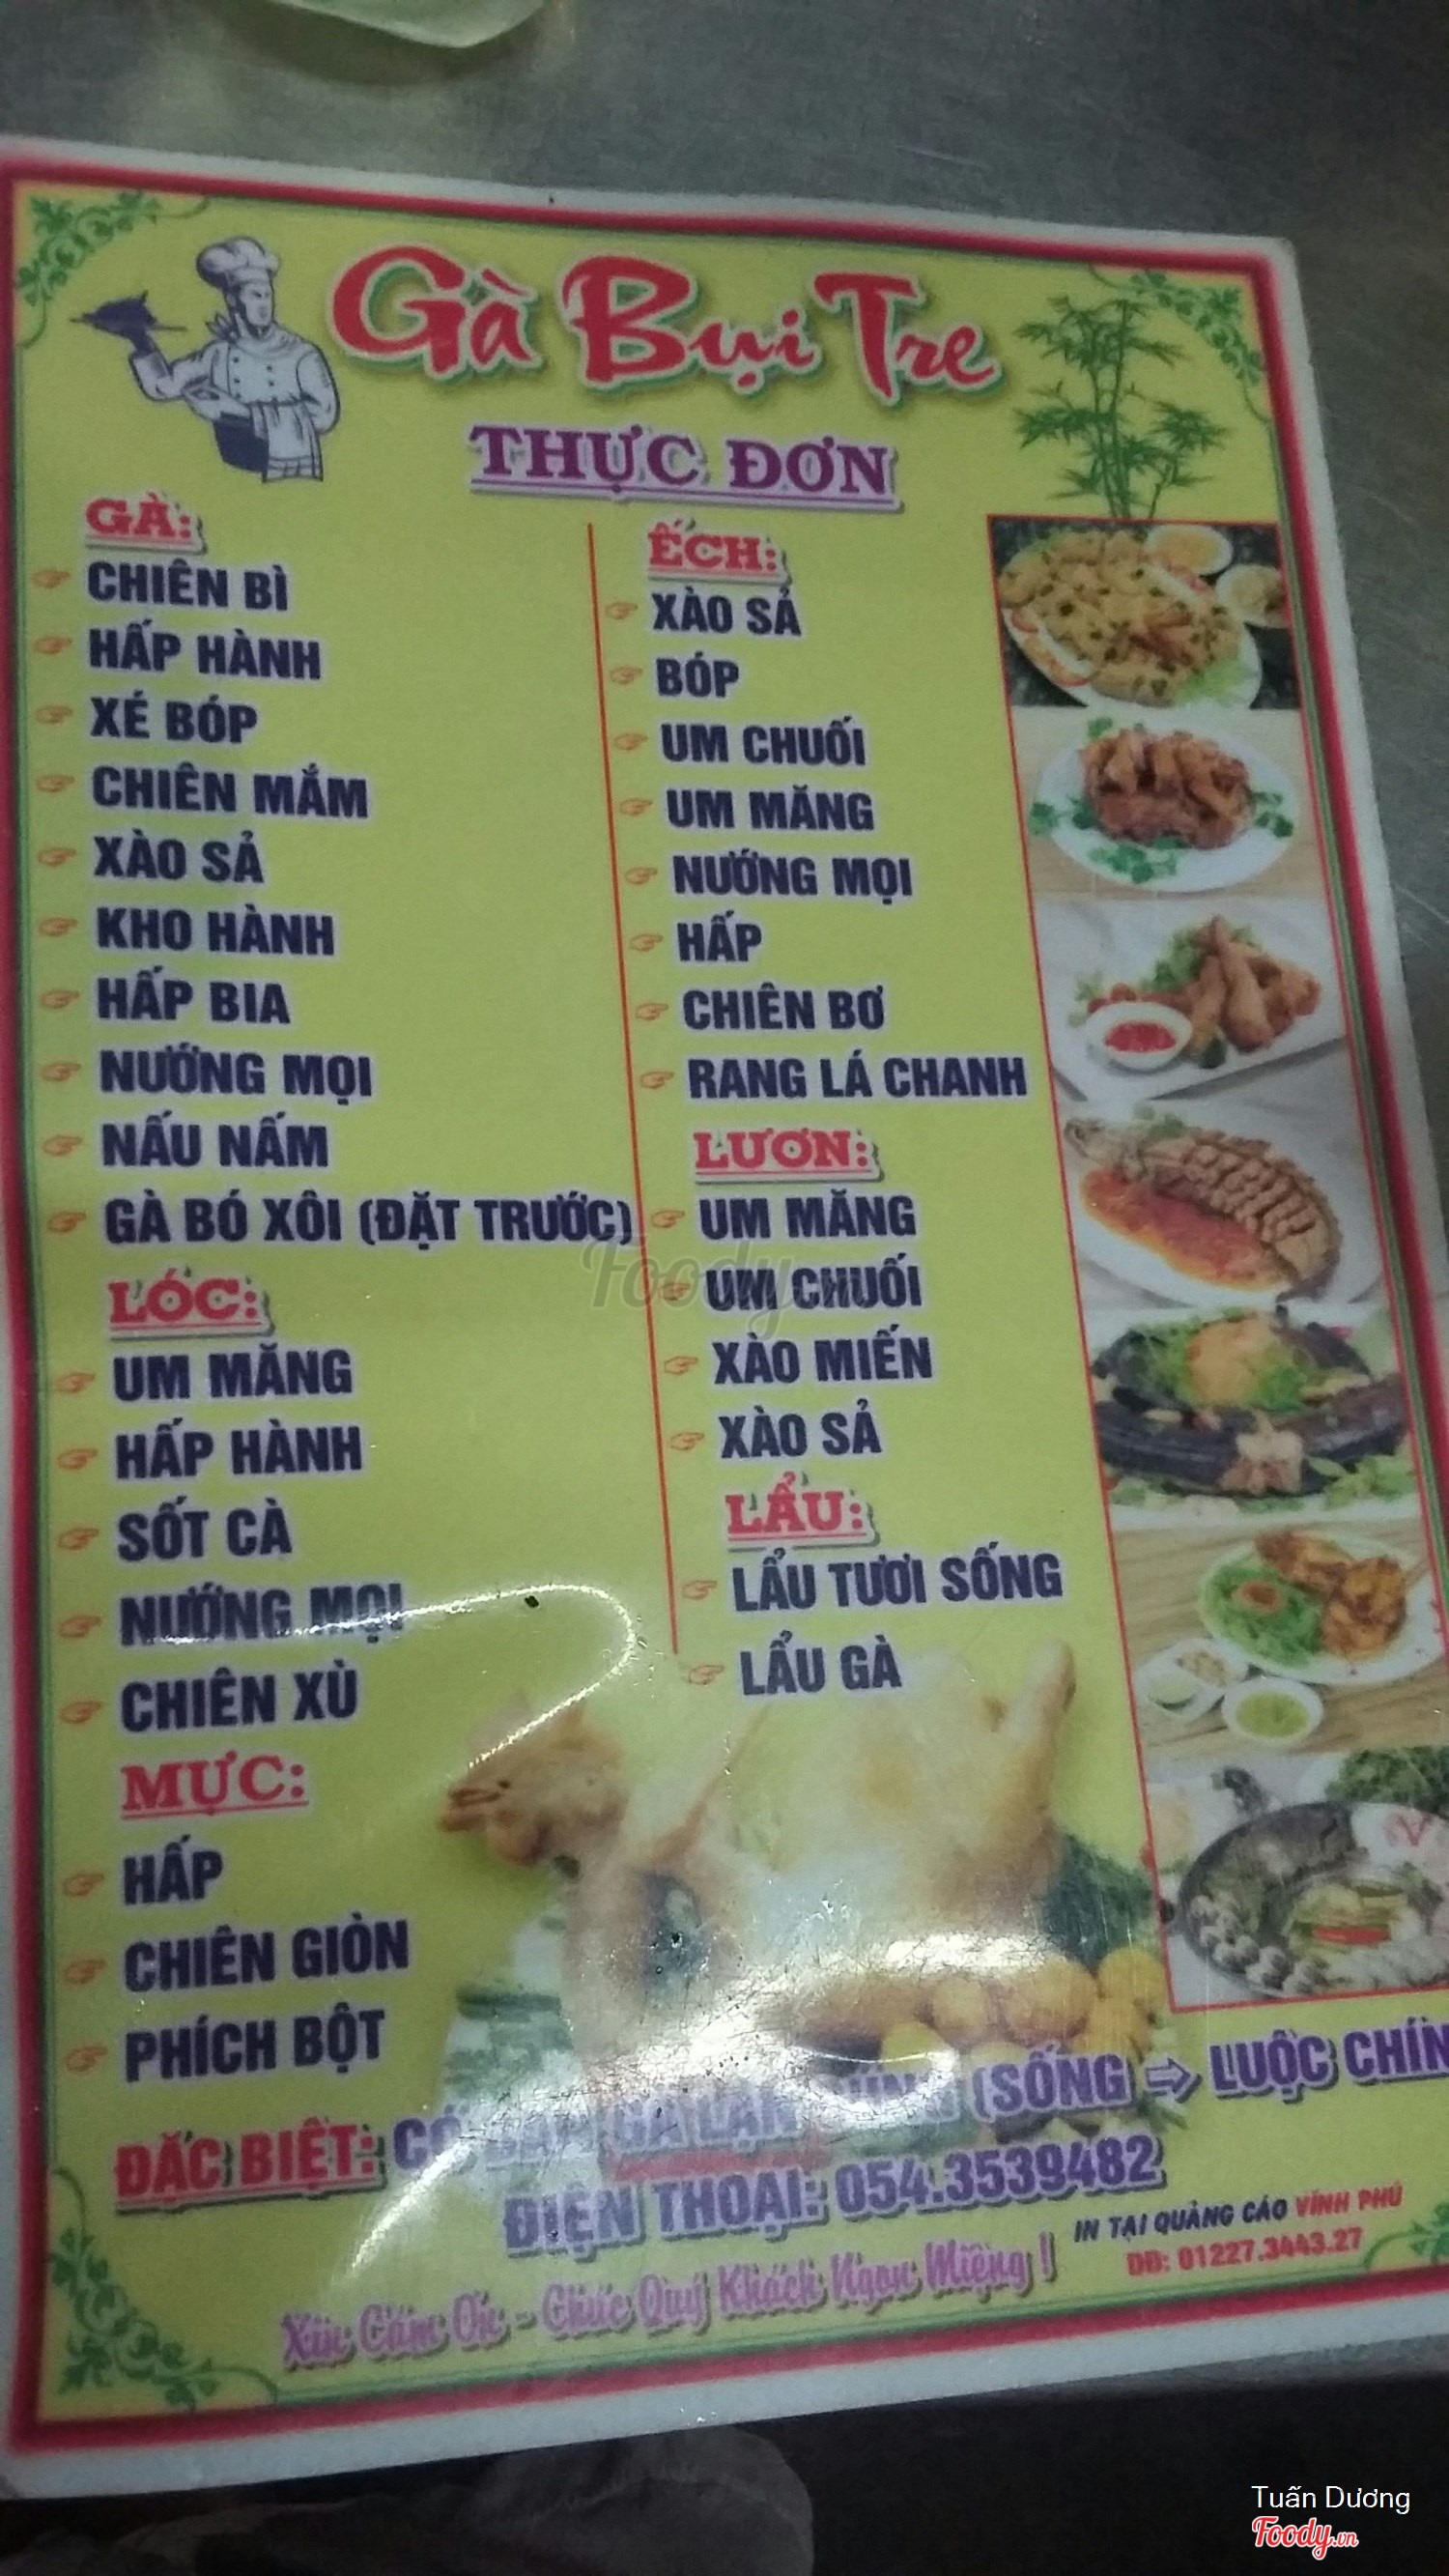 Gà Bụi Tre
THỰC ĐƠN
GÀ:
CHIÊN BÌ
HẤP HÀNH
XÉ BÓP
CHIÊN MẮM
XÀO SẢ
KHO HÀNH
HẤP BIA
NƯỚNG MỌI
NẤU NẤM
GÀ BÓ XÔI (ĐẶT TRƯỚC)
LÓC:
UM MĂNG
HẤP HÀNH
SỐT CÀ
NƯỚNG MỌI
CHIÊN XÙ
MỰC:
HẤP
CHIÊN GIÒN
PHÍCH BỘT
ẾCH:
XÀO SẢ
BÓP
UM CHUỐI
UM MĂNG
NƯỚNG MỌI
HẤP
CHIÊN BƠ
RANG LÁ CHANH
LƯƠN:
UM MĂNG
UM CHUỐI
XÀO MIẾN
XÀO SẢ
LẨU:
LẨU TƯƠI SỐNG
LẨU GÀ
ĐẶC BIỆT: CÓ GÀ (SỐNG ⇨ LUỘC
ĐIỆN THOẠI: 054.3539482
IN TẠI QUẢNG CÁO VĨNH PHÚ
DĐ: 01227.3443.27
Xin Cám Ơn - Chúc Quý Khách Ngon Miệng !
Foody
Tuấn Dương
Foody.vn